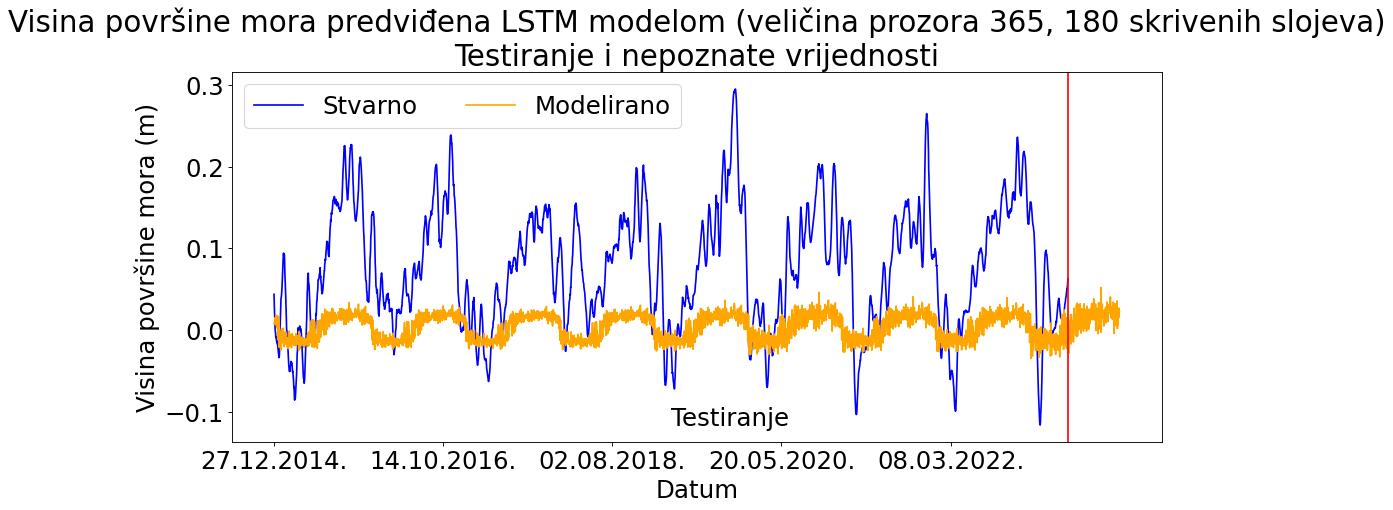 Visina površine mora predviđena LSTM modelom (veličina prozora 365, 180 skrivenih slojeva)
Testiranje i nepoznate vrijednosti
Stvarno
Modelirano
Visina površine mora (m)
0.3
0.2
0.1
0.0
−0.1
Testiranje
27.12.2014.
14.10.2016.
02.08.2018.
20.05.2020.
08.03.2022.
Datum